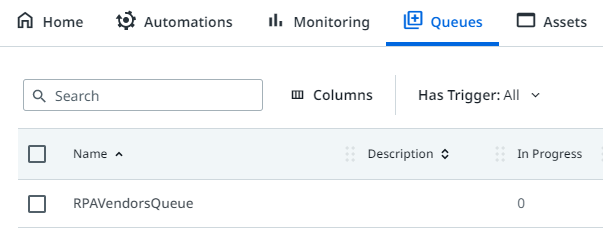 Home Automations Monitoring Queues Assets
Search Columns Has Trigger: All
Name Description In Progress
RPAVendorsQueue 0